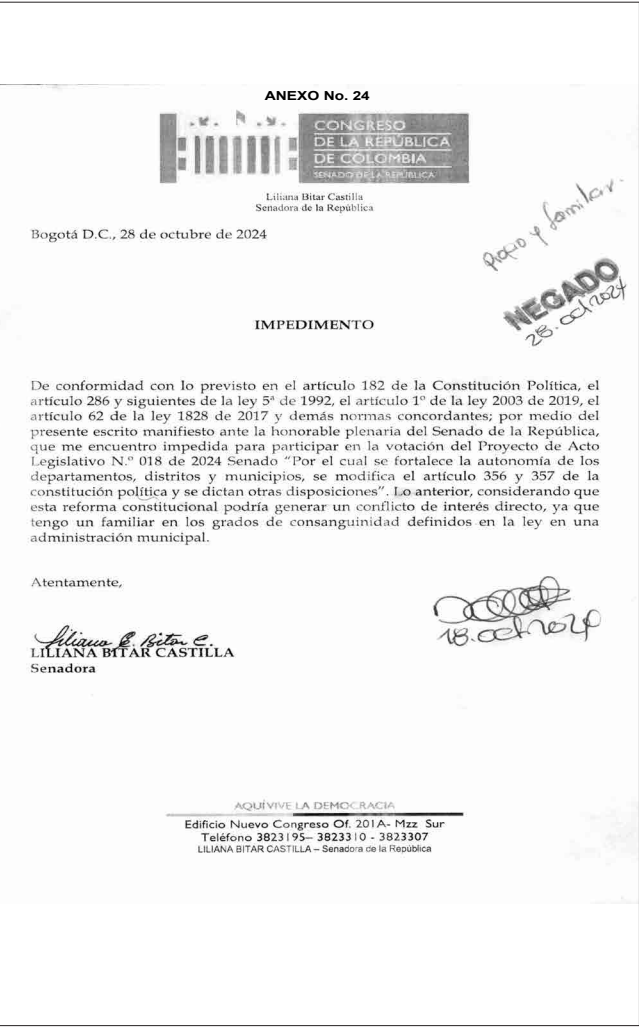 ANEXO No. 24
CONGRESO
DE LA REPÚBLICA
DE COLOMBIA
SENADO DE LA REPÚBLICA
Liliana Bitar Castilla
Senadora de la República
Bogotá D.C., 28 de octubre de 2024
y familiar.
NEGADO
28. oct 2024
IMPEDIMENTO
De conformidad con lo previsto en el artículo 182 de la Constitución Política, el
artículo 286 y siguientes de la ley 5ª de 1992, el artículo 1º de la ley 2003 de 2019, el
artículo 62 de la ley 1828 de 2017 y demás normas concordantes; por medio del
presente escrito manifiesto ante la honorable plenaria del Senado de la República,
que me encuentro impedida para participar en la votación del Proyecto de Acto
Legislativo N.º 018 de 2024 Senado "Por el cual se fortalece la autonomía de los
departamentos, distritos y municipios, se modifica el artículo 356 y 357 de la
constitución política y se dictan otras disposiciones". Lo anterior, considerando que
esta reforma constitucional podría generar un conflicto de interés directo, ya que
tengo un familiar en los grados de consanguinidad definidos en la ley en una
administración municipal.
Atentamente,
Liliana E. Bitar C.
LILIANA BITAR CASTILLA
Senadora
oct 2024
AQUÍ VIVE LA DEMOCRACIA
Edificio Nuevo Congreso Of. 201A- Mzz Sur
Teléfono 3823195– 3823310 - 3823307
LILIANA BITAR CASTILLA – Senadora de la República